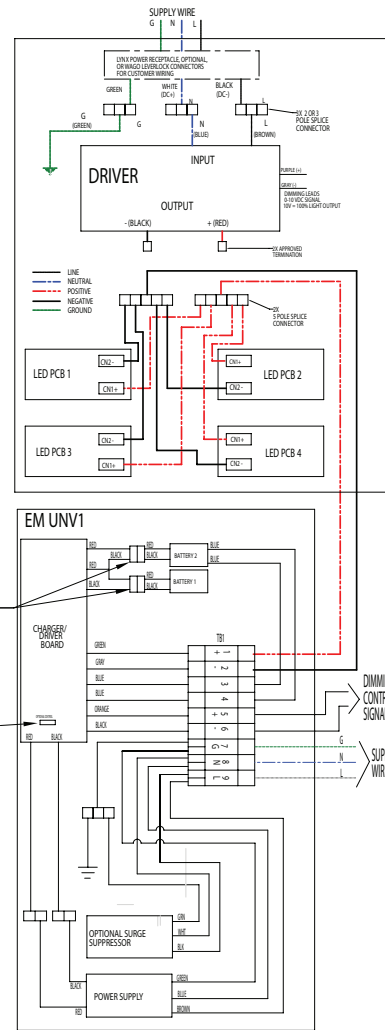 SUPPLY WIRE
G N L
LYNX POWER RECEPTACLE, OPTIONAL,
OR WAGO LEVERLOCK CONNECTORS
FOR CUSTOMER WIRING
GREEN
WHITE
(DC+)
BLACK
(DC-)
N
L
G
(GREEN)
G
N
(BLUE)
L
(BROWN)
3X 2 OR 3
POLE SPLICE
CONNECTOR
INPUT
DRIVER
PURPLE (+)
GRAY (-)
DIMMING LEADS
0-10 VDC SIGNAL
10V = 100% LIGHT OUTPUT
OUTPUT
- (BLACK)
+ (RED)
2X APPROVED
TERMINATION
LINE
NEUTRAL
POSITIVE
NEGATIVE
GROUND
2X
5 POLE SPLICE
CONNECTOR
LED PCB 1
CN2 -
CN1+
CN1+
CN2 -
LED PCB 2
LED PCB 3
CN2 -
CN1+
CN1+
CN2 -
LED PCB 4
EM UNV1
RED
BLACK
RED
BLACK
RED
BLACK
RED
BLACK
BATTERY 2
BATTERY 1
BLUE
BLUE
CHARGER/
DRIVER
BOARD
TB1
GREEN
GRAY
BLUE
BLUE
ORANGE
BLACK
+ 1
- 2
3
4
+ 5
- 6
G 7
N 8
L 9
DIMMI
CONT
SIGNA
G
N
L
SUP
WIR
RED
BLACK
OPTIONAL SURGE
SUPPRESSOR
GRN
WHT
BLK
BLACK
RED
POWER SUPPLY
GREEN
BLUE
BROWN